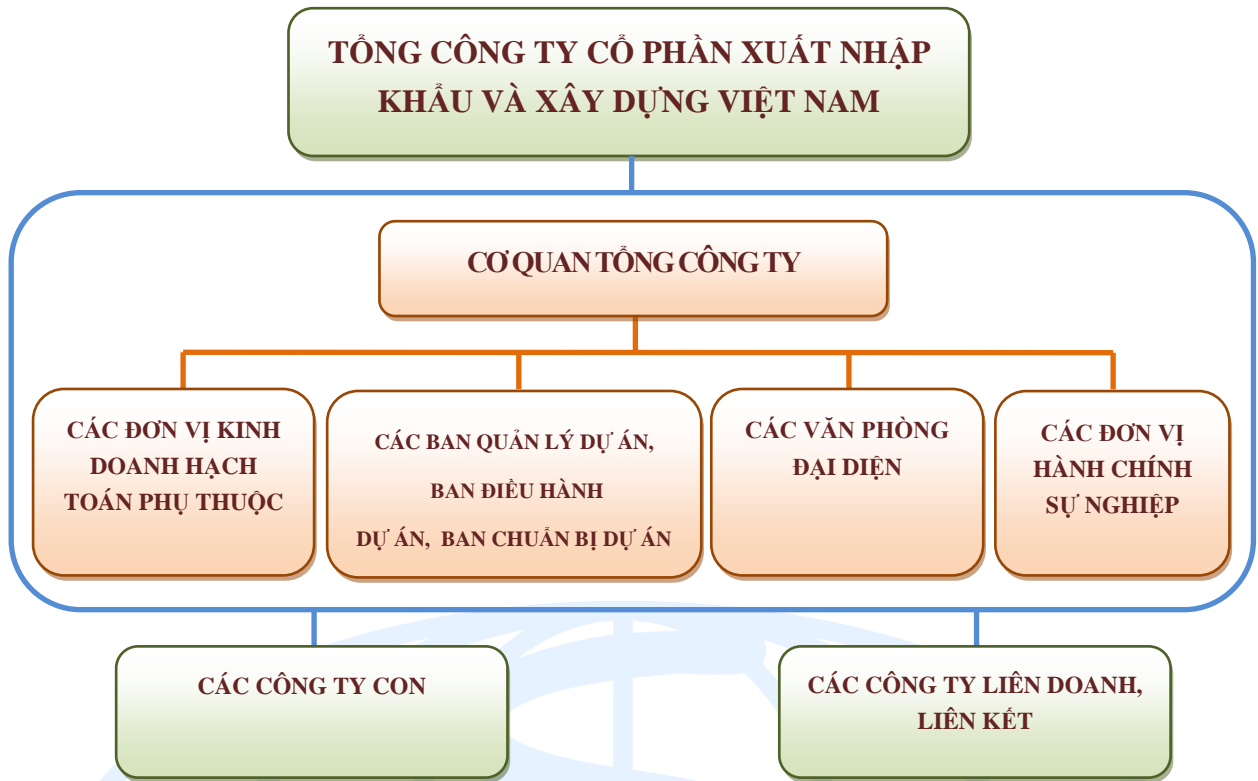 TỔNG CÔNG TY CỔ PHẦN XUẤT NHẬP
KHẨU VÀ XÂY DỰNG VIỆT NAM
CƠ QUAN TỔNG CÔNG TY
CÁC ĐƠN VỊ KINH
DOANH HẠCH
TOÁN PHỤ THUỘC
CÁC BAN QUẢN LÝ DỰ ÁN,
BAN ĐIỀU HÀNH
DỰ ÁN, BAN CHUẨN BỊ DỰ ÁN
CÁC VĂN PHÒNG
ĐẠI DIỆN
CÁC ĐƠN VỊ
HÀNH CHÍNH
SỰ NGHIỆP
CÁC CÔNG TY CON
CÁC CÔNG TY LIÊN DOANH,
LIÊN KẾT